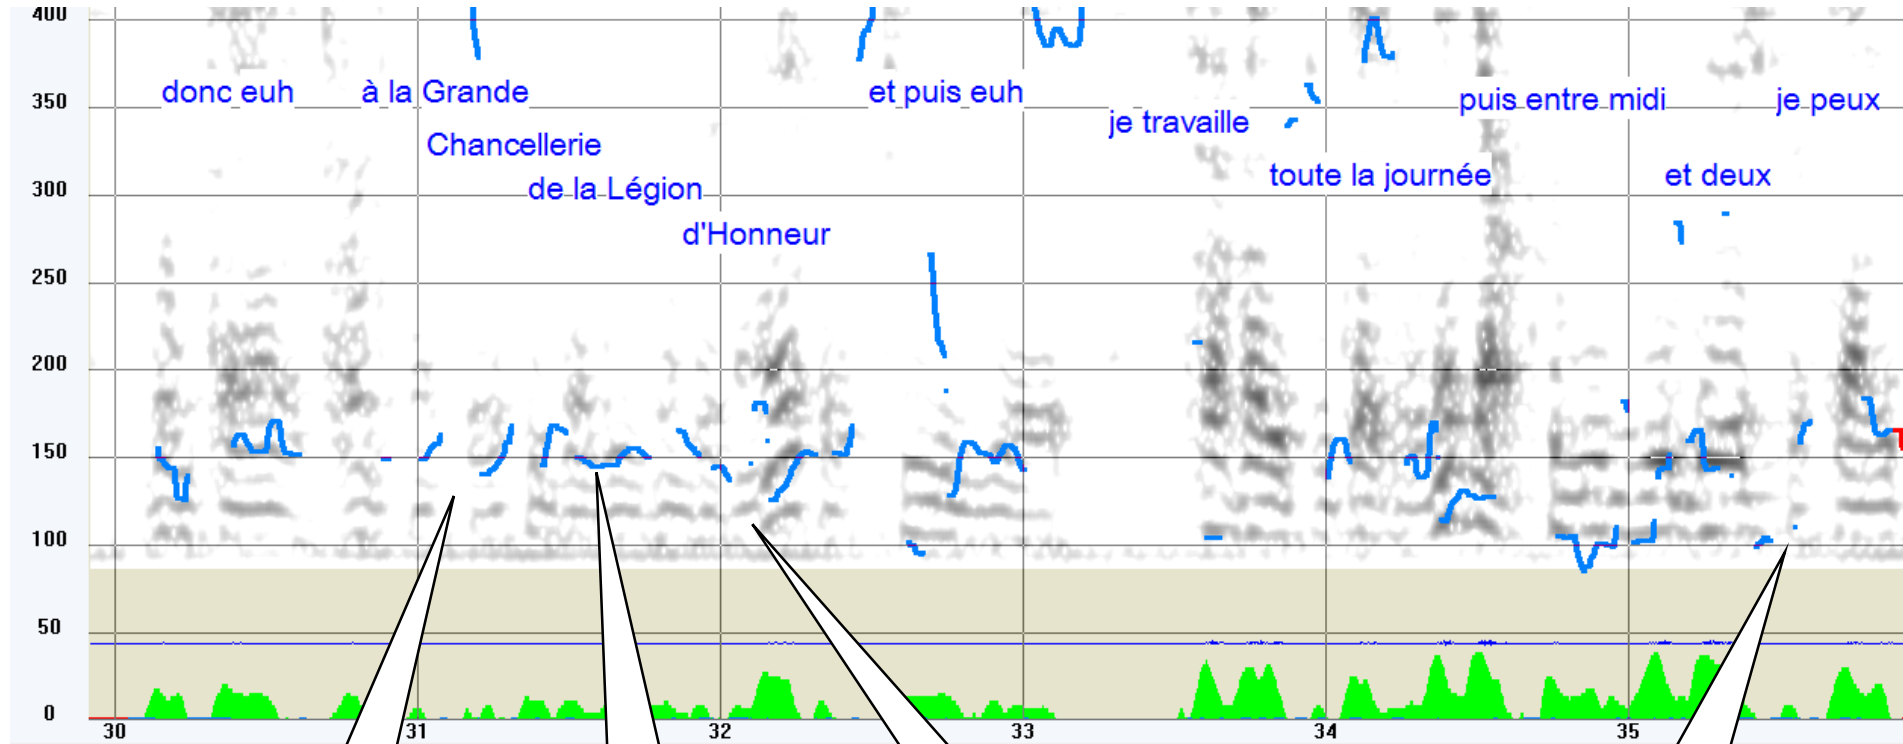 400
donc euh à la Grande et puis euh puis entre midi je peux
350
je travaille
Chancellerie
toute la journée et deux
300
de la Légion
d'Honneur
250
200
150
100
50
0
30 31 32 33 34 35